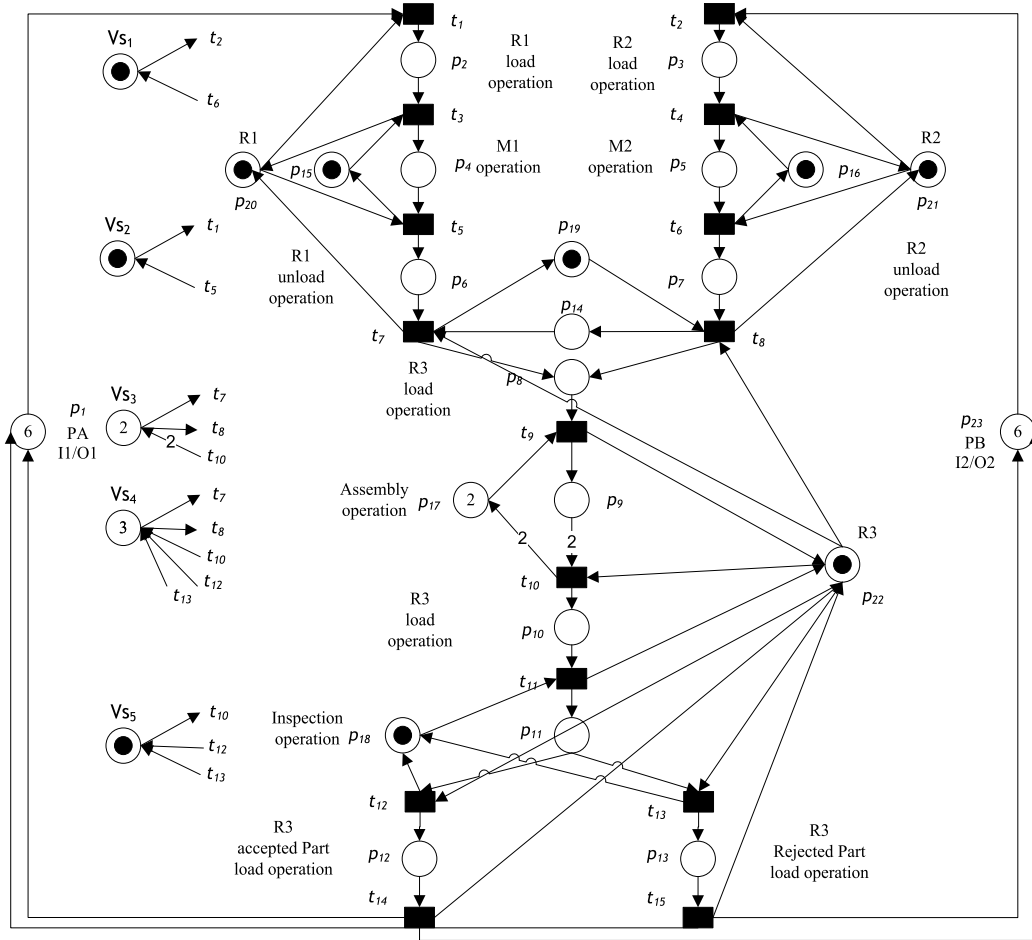 t1
t2
Vs1
t2
t6
p2
R1
load
operation
R2
load
operation
p3
t3
t4
R1
p20
p15
p4
M1
operation
M2
operation
p5
p16
R2
p21
Vs2
t1
t5
t5
t6
R1
unload
operation
p6
p19
p7
R2
unload
operation
p14
t7
t8
R3
load
operation
p8
Vs3
2
t7
t8
2
t10
6
p1
PA
I1/O1
t9
p23
PB
I2/O2
6
Vs4
3
t7
t8
t10
t12
t13
Assembly
operation
p17
2
p9
2
2
R3
p22
t10
R3
load
operation
p10
t11
Vs5
t10
t12
t13
Inspection
operation
p18
p11
t12
t13
R3
accepted Part
load operation
p12
p13
R3
Rejected Part
load operation
t14
t15